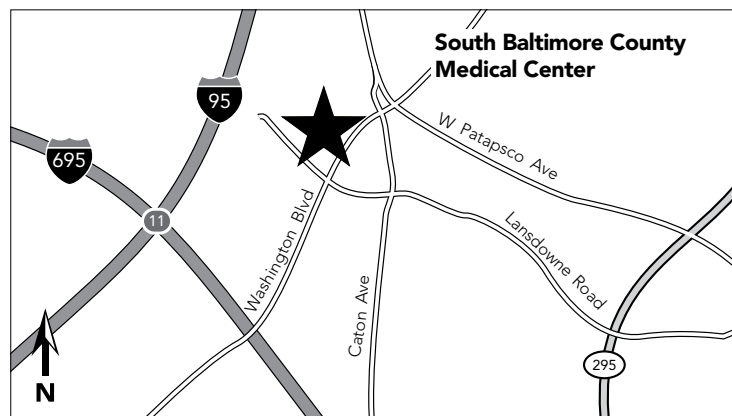 South Baltimore County
Medical Center
95
W Patapsco Ave
695
11
Washington Blvd
Lansdowne Road
Caton Ave
295
N